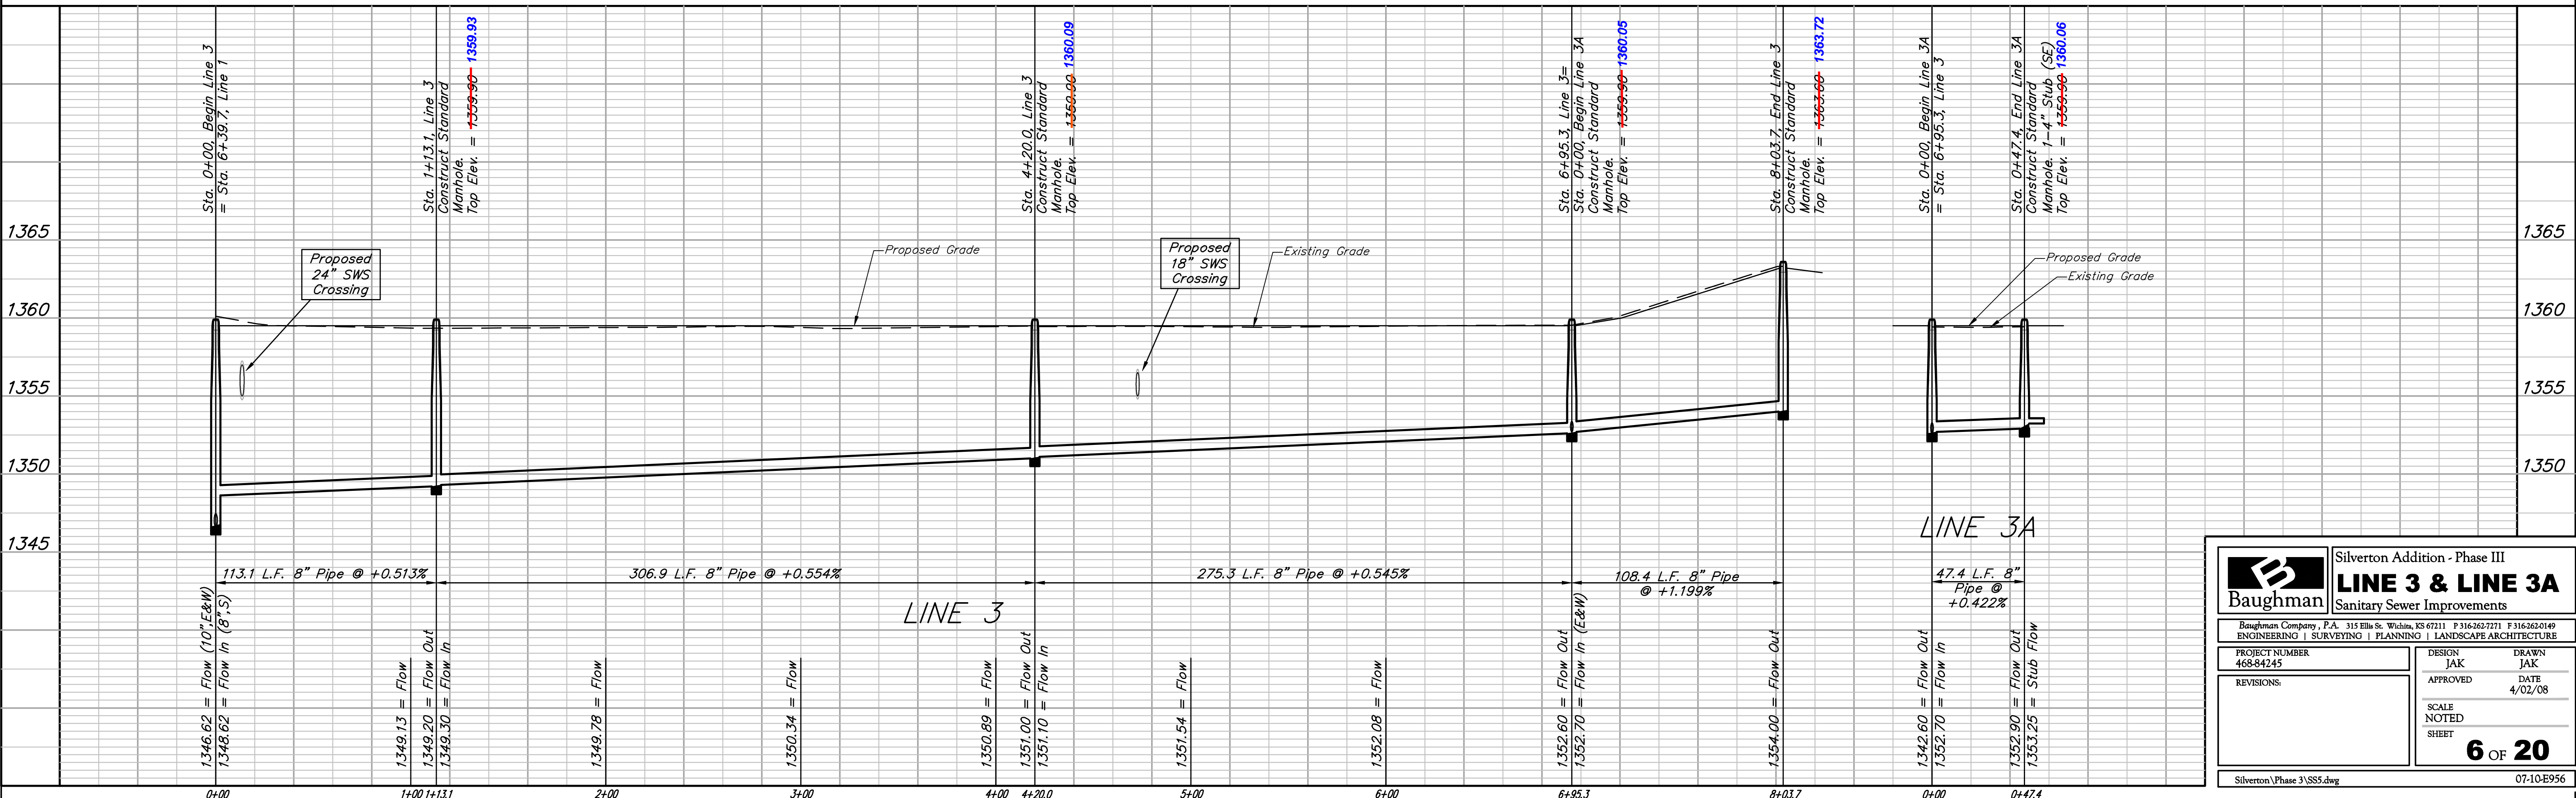 Sta. 0+00, Begin Line 3
= Sta. 6+39.7, Line 1
Sta. 1+13.1, Line 3
Construct Standard
Manhole.
Top Elev. = 1359.90 1359.93
Sta. 4+20.0, Line 3
Construct Standard
Manhole.
Top Elev. = 1360.09
Sta. 6+95.3, Line 3=
Sta. 0+00, Begin Line 3A
Construct Standard
Manhole.
Top Elev. = 1359.90 1360.05
Sta. 8+03.7, End Line 3
Construct Standard
Manhole.
Top Elev. = 1363.60 1363.72
Sta. 0+00, Begin Line 3A
= Sta. 6+95.3, Line 3
Sta. 0+47.4, End Line 3A
Construct Standard
Manhole. 1-4" Stub (SE)
Top Elev. = 1359.90 1360.06
1365
1360
1355
1350
1345
1365
1360
1355
1350
Proposed
24" SWS
Crossing
Proposed Grade
Proposed
18" SWS
Crossing
Existing Grade
Proposed Grade
Existing Grade
LINE 3A
113.1 L.F. 8" Pipe @ +0.513%
306.9 L.F. 8" Pipe @ +0.554%
275.3 L.F. 8" Pipe @ +0.545%
108.4 L.F. 8" Pipe
@ +1.199%
47.4 L.F. 8"
Pipe @
+0.422%
LINE 3
1346.62 = Flow (10",E&W)
1348.62 = Flow In (8",S)
1349.13 = Flow
1349.20 = Flow Out
1349.30 = Flow In
1349.78 = Flow
1350.34 = Flow
1350.89 = Flow
1351.00 = Flow Out
1351.10 = Flow In
1351.54 = Flow
1352.08 = Flow
1352.60 = Flow Out
1352.70 = Flow In (E&W)
1354.00 = Flow Out
1342.60 = Flow Out
1352.70 = Flow In
1352.90 = Flow Out
1353.25 = Stub Flow
0+00 1+00 1+13.1 2+00 3+00 4+00 4+20.0 5+00 6+00 6+95.3 8+03.7 0+00 0+47.4
B
Baughman
Silverton Addition - Phase III
LINE 3 & LINE 3A
Sanitary Sewer Improvements
Baughman Company, P.A. 315 Ellis St. Wichita, KS 67211 P 316-262-7271 F 316-262-0149
ENGINEERING | SURVEYING | PLANNING | LANDSCAPE ARCHITECTURE
PROJECT NUMBER
468-84245
REVISIONS:
DESIGN
JAK
DRAWN
JAK
APPROVED
DATE
4/02/08
SCALE
NOTED
SHEET
6 OF 20
Silverton\Phase 3\SS5.dwg
07-10-E956